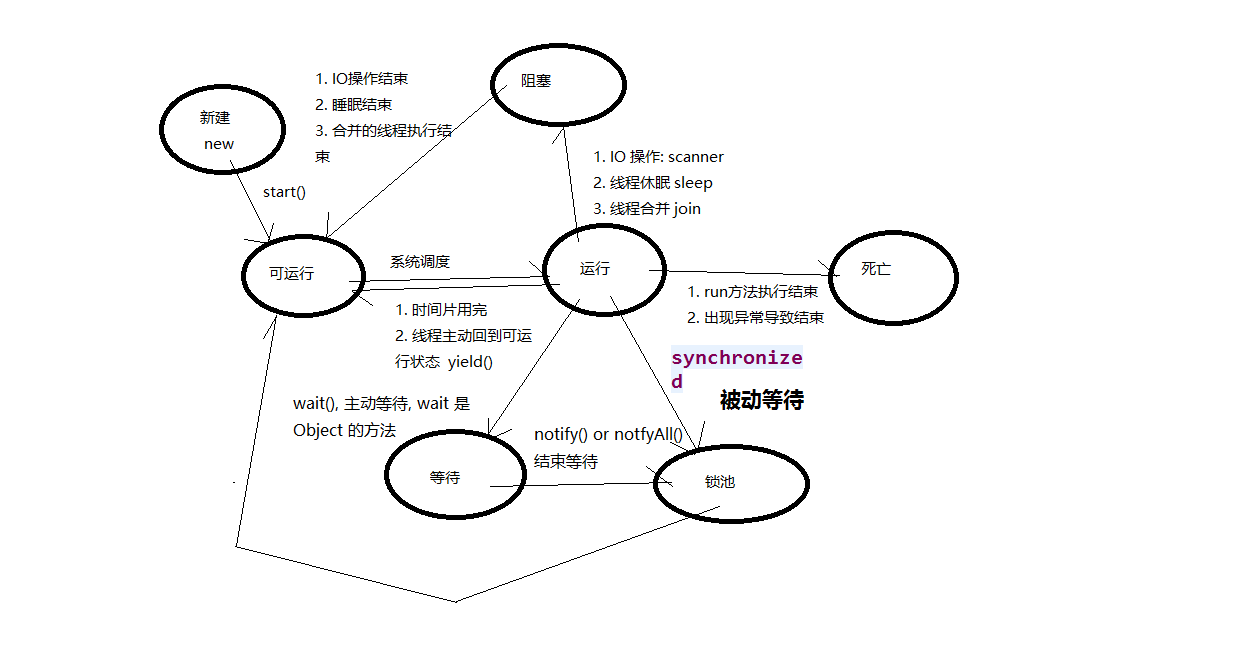 新建
new
start()
1. IO操作结束
2. 睡眠结束
3. 合并的线程执行结
束
阻塞
1. IO 操作: scanner
2. 线程休眠 sleep
3. 线程合并 join
可运行
系统调度
1. 时间片用完
2. 线程主动回到可运
行状态 yield()
运行
1. run方法执行结束
2. 出现异常导致结束
死亡
synchronize
d
被动等待
wait(), 主动等待, wait 是
Object 的方法
等待
notify() or notfyAll()
结束等待
锁池